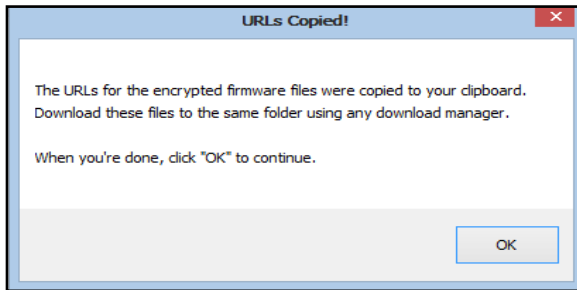 URLs Copied!
The URLs for the encrypted firmware files were copied to your clipboard.
Download these files to the same folder using any download manager.
When you're done, click "OK" to continue.
OK